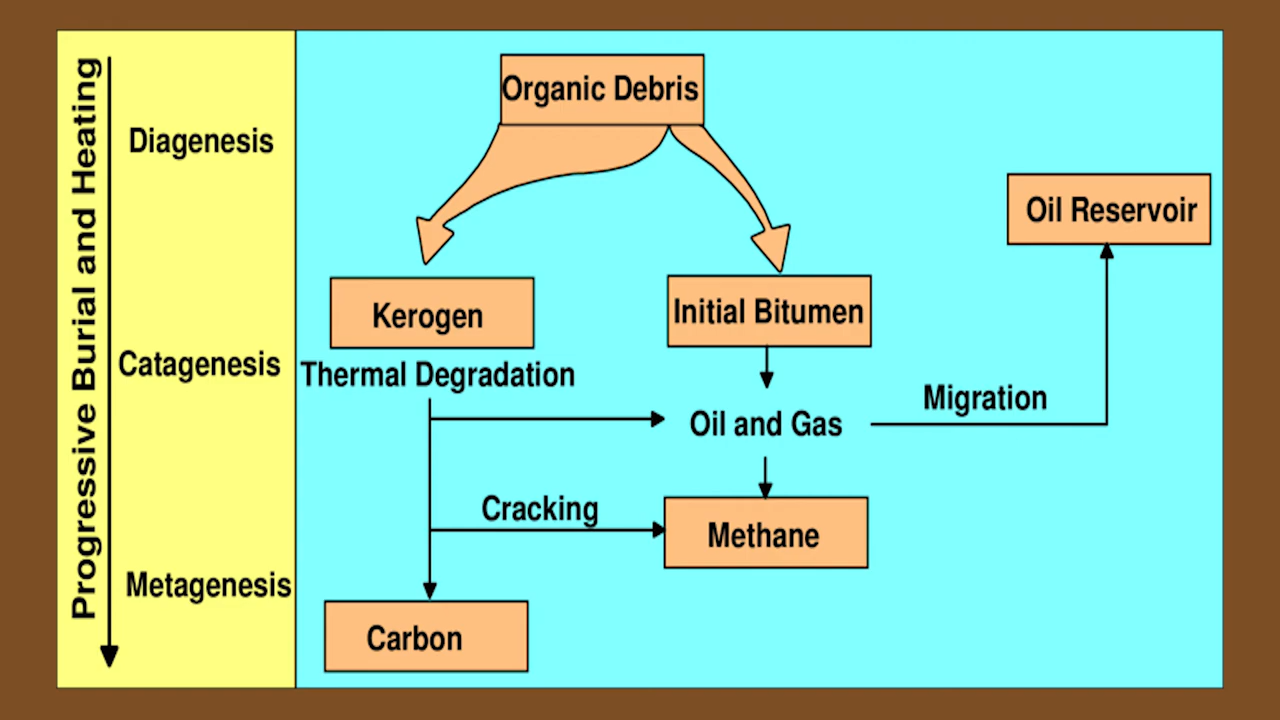 Progressive Burial and Heating
Diagenesis
Catagenesis
Metagenesis
Organic Debris
Oil Reservoir
Kerogen
Initial Bitumen
Thermal Degradation
Migration
Oil and Gas
Cracking
Methane
Carbon